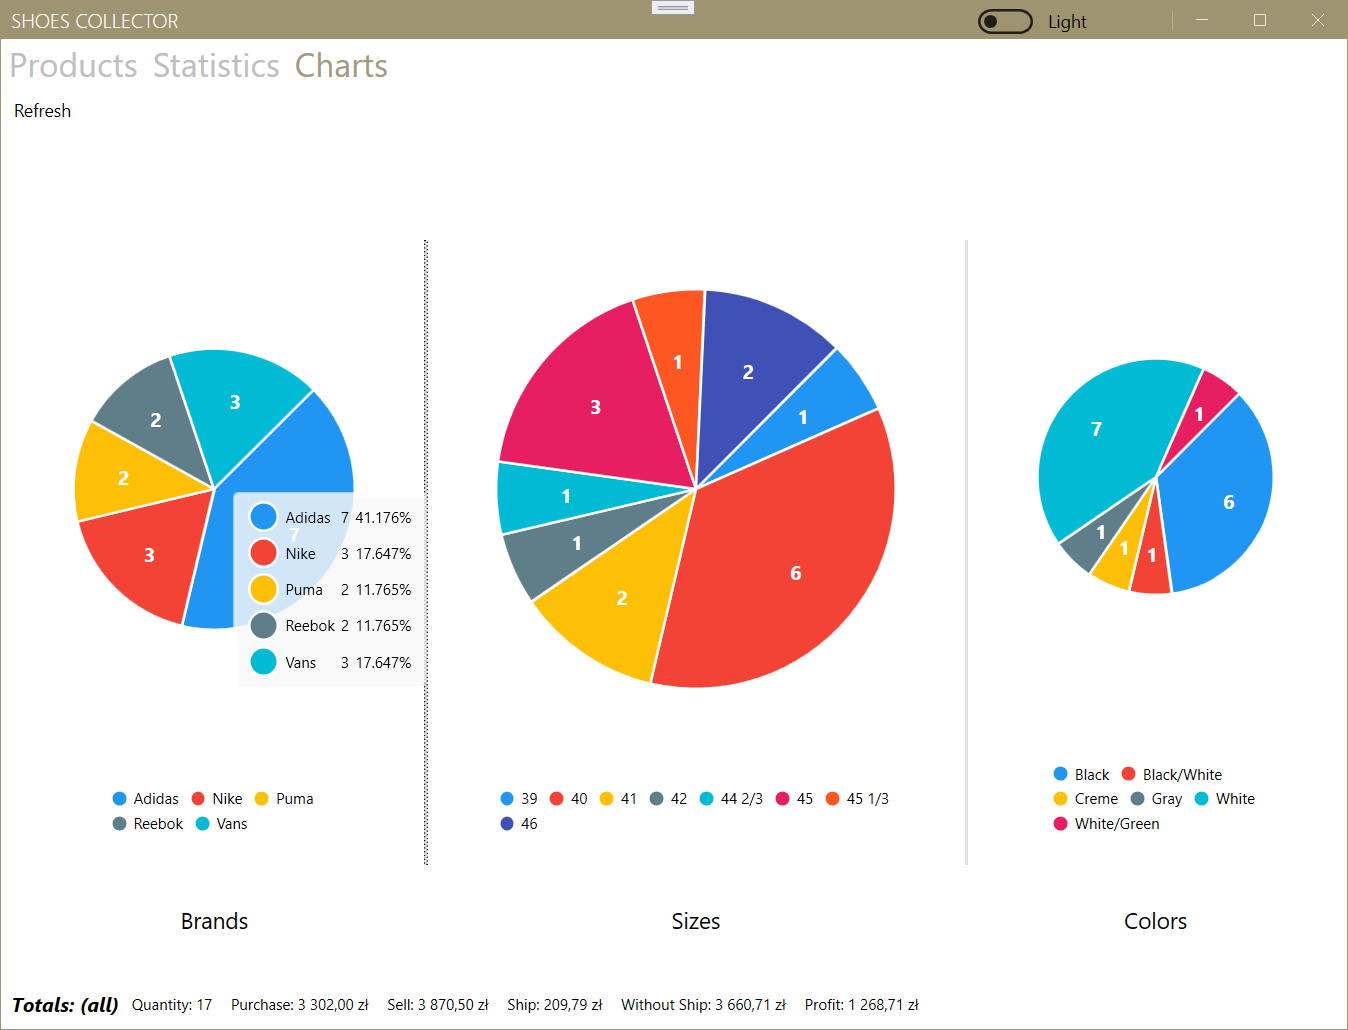 SHOES COLLECTOR
Light
Products Statistics Charts
Refresh
3
2
2
3
7
Adidas 7 41.176%
Nike 3 17.647%
Puma 2 11.765%
Reebok 2 11.765%
Vans 3 17.647%
Adidas Nike Puma
Reebok Vans
Brands
1
2
3
1
1
1
2
6
39 40 41 42 44 2/3 45 45 1/3
46
Sizes
7
1
6
1
1
1
Black Black/White
Creme Gray White
White/Green
Colors
Totals: (all) Quantity: 17 Purchase: 3 302,00 zł Sell: 3 870,50 zł Ship: 209,79 zł Without Ship: 3 660,71 zł Profit: 1 268,71 zł